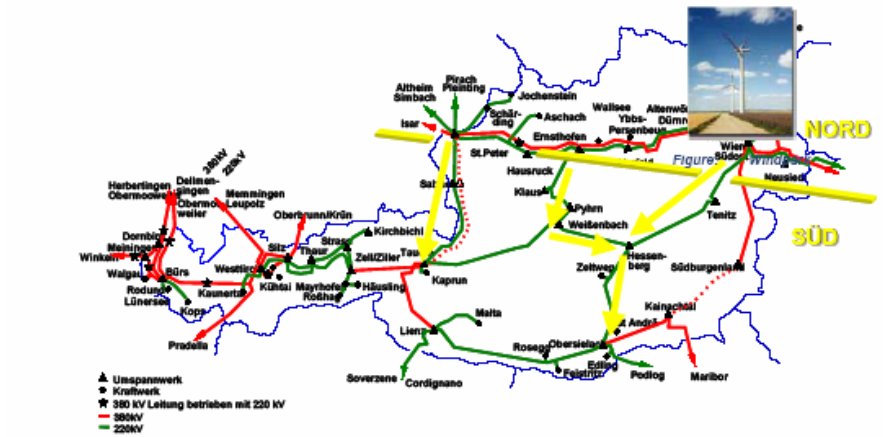 Pirach
Altheim
Pleinting
Simbach
Jochenstein
Isar
Schär-
ding
Aschach
Wallsee
Ybbs-
Persenbeug
Ernsthofen
St.Peter
Hausruck
NORD
Wien
Südost
Neusiedl
SÜD
380kV
220kV
Dellmen-
singen
Herbertingen
Obermooweiler
Obermoo-
weiler
Memmingen
Leupolz
Oberbrunn/Krün
Kirchbichl
Dornbirn
Meiningen
Winkeln
Walgau
Bürs
Rodund
Lünersee
Kops
Westtirol
Silz
Thaur
Strass
Zell/Ziller
Kühtai
Mayrhofen
Häusling
Roßhag
Kaunertal
Pradella
Kaprun
Klaus
Pyhrn
Weißenbach
Hessen-
berg
Zeltweg
Tenitz
Südburgenland
Kainachtal
Malta
Lienz
Soverzene
Cordignano
Rosegg
Obersielach
Feistritz
Edling
Podlog
Maribor
Umspannwerk
Kraftwerk
380 kV Leitung betrieben mit 220 kV
380kV
220kV